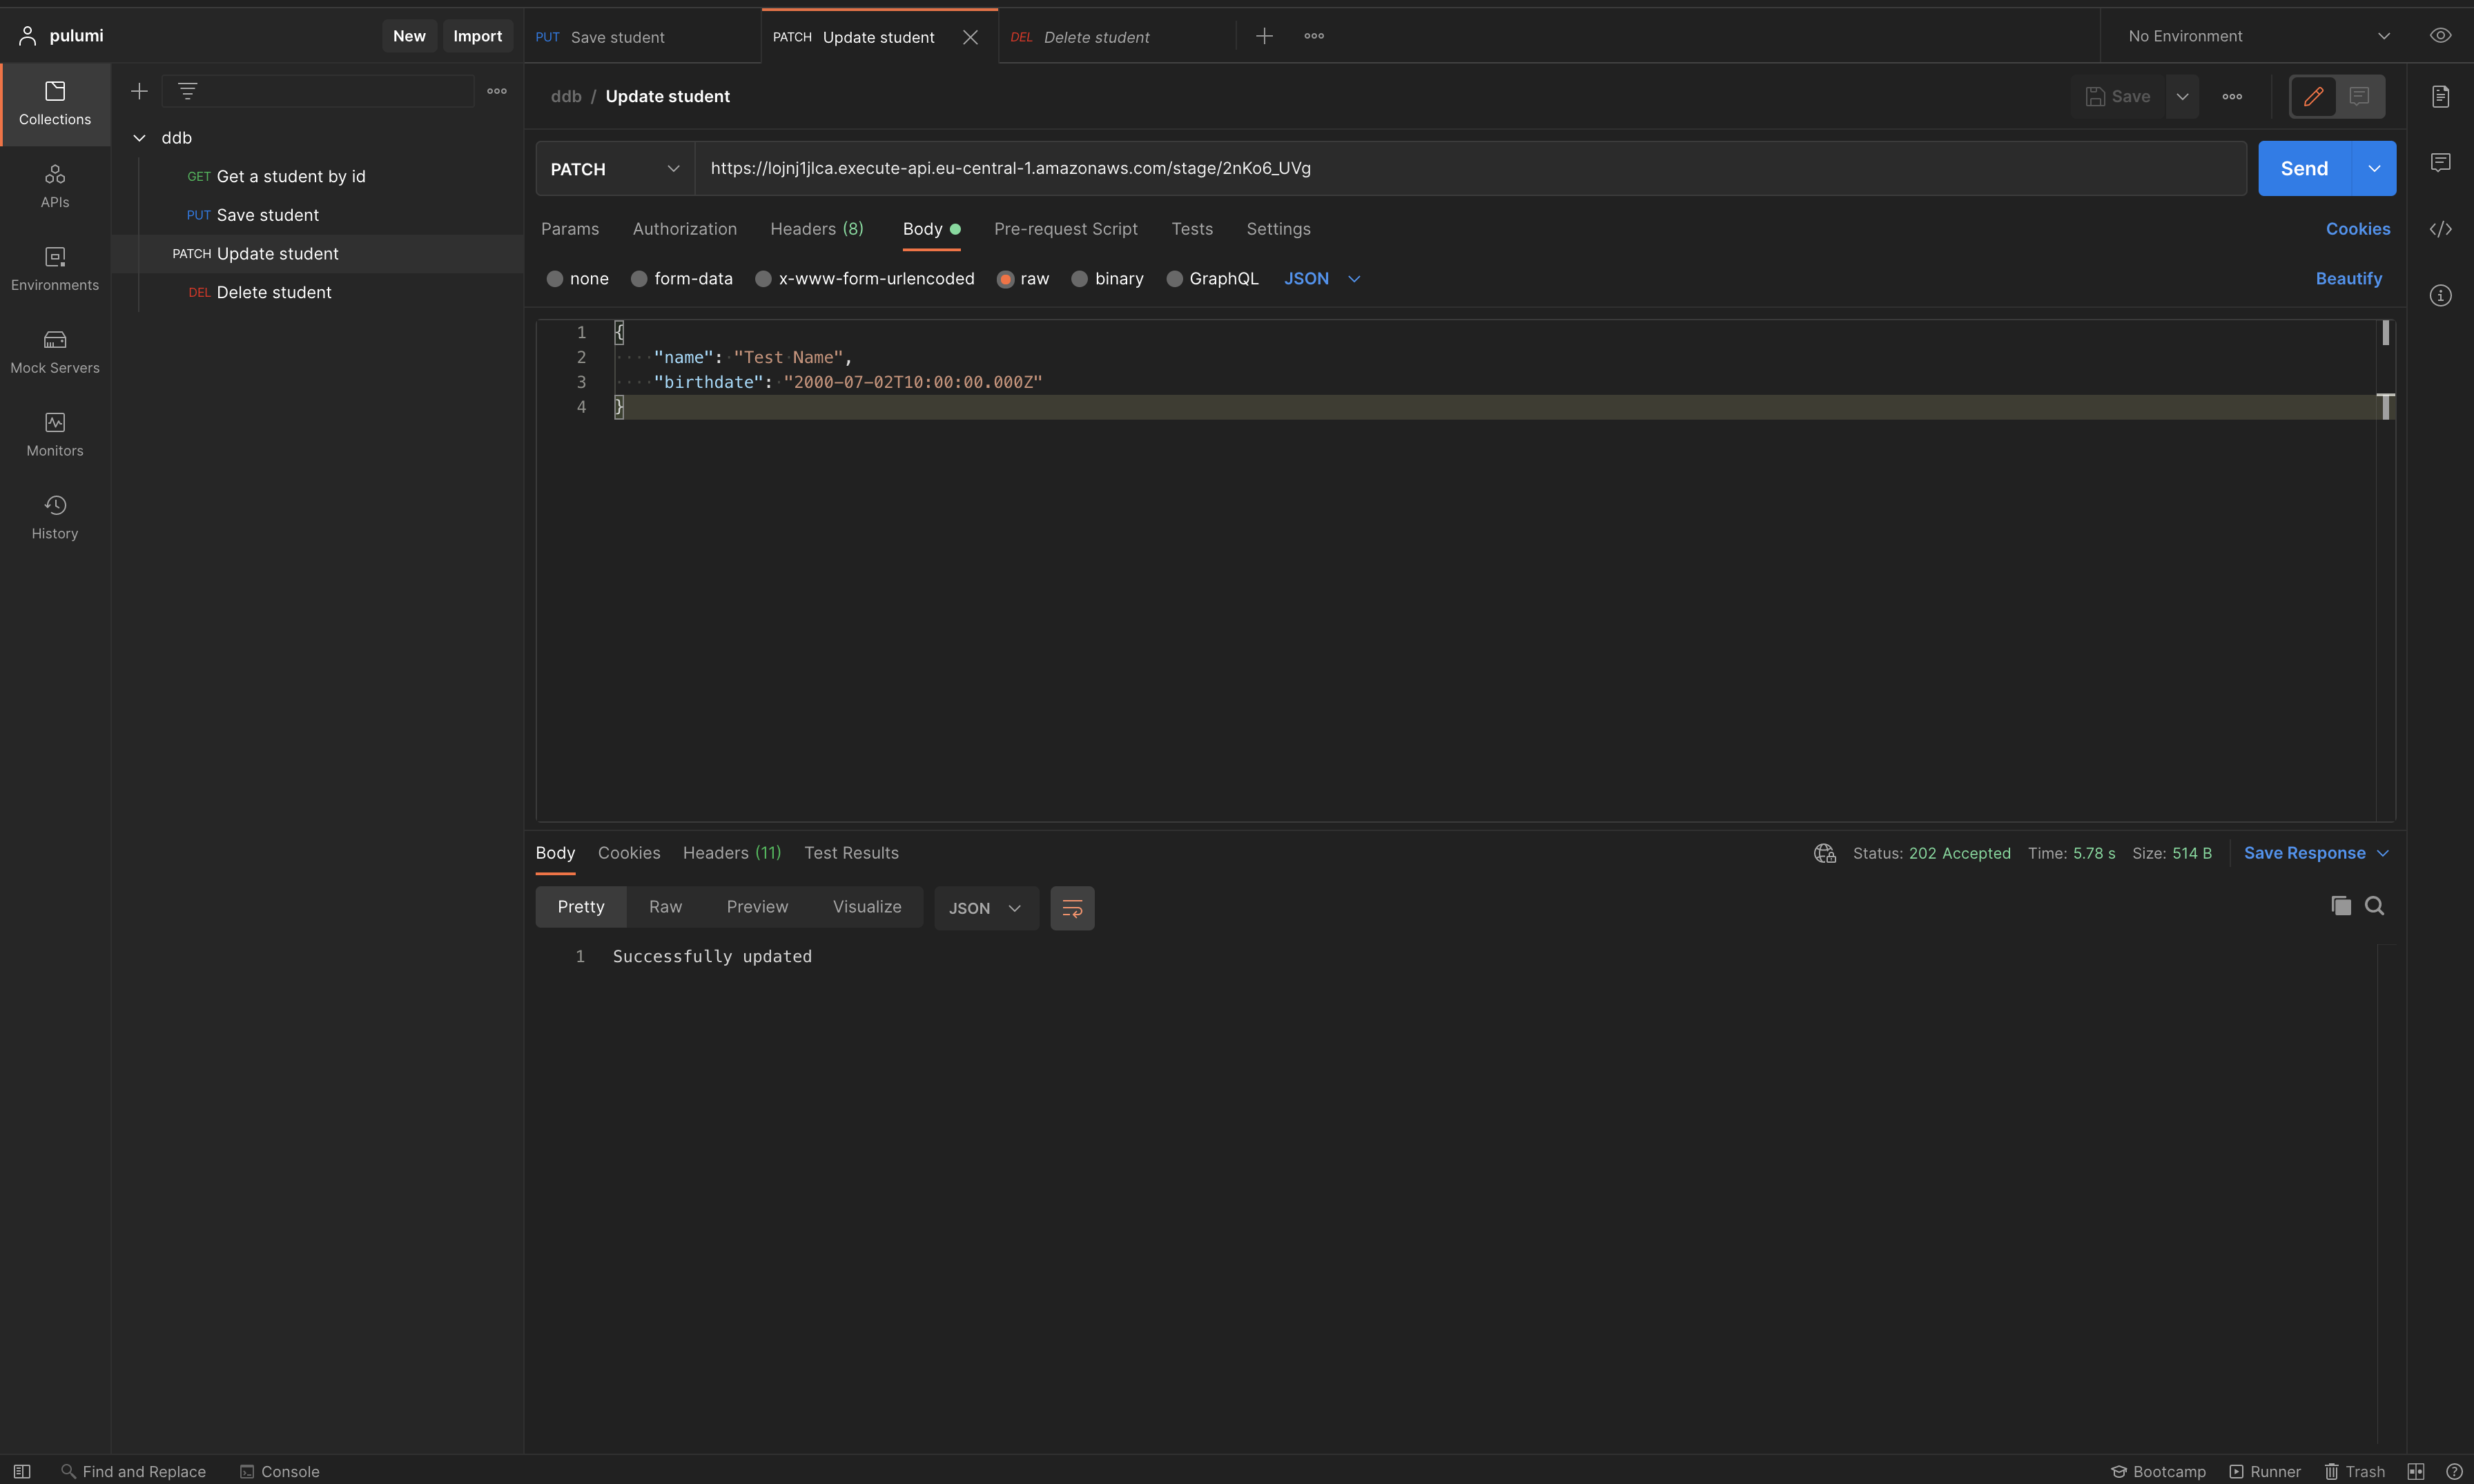 pulumi
New
Import
PUT Save student
PATCH Update student
DEL Delete student
No Environment
Collections
APIs
Environments
Mock Servers
Monitors
History
ddb
GET Get a student by id
PUT Save student
PATCH Update student
DEL Delete student
ddb / Update student
Save
PATCH
https://lojnj1jlca.execute-api.eu-central-1.amazonaws.com/stage/2nKo6_UVg
Send
Params Authorization Headers (8) Body Pre-request Script Tests Settings
Cookies
none form-data x-www-form-urlencoded raw binary GraphQL JSON
Beautify
1 {
2 "name": "Test Name",
3 "birthdate": "2000-07-02T10:00:00.000Z"
4 }
Body Cookies Headers (11) Test Results
Status: 202 Accepted Time: 5.78 s Size: 514 B
Save Response
Pretty Raw Preview Visualize JSON
1 Successfully updated
Find and Replace Console
Bootcamp Runner Trash